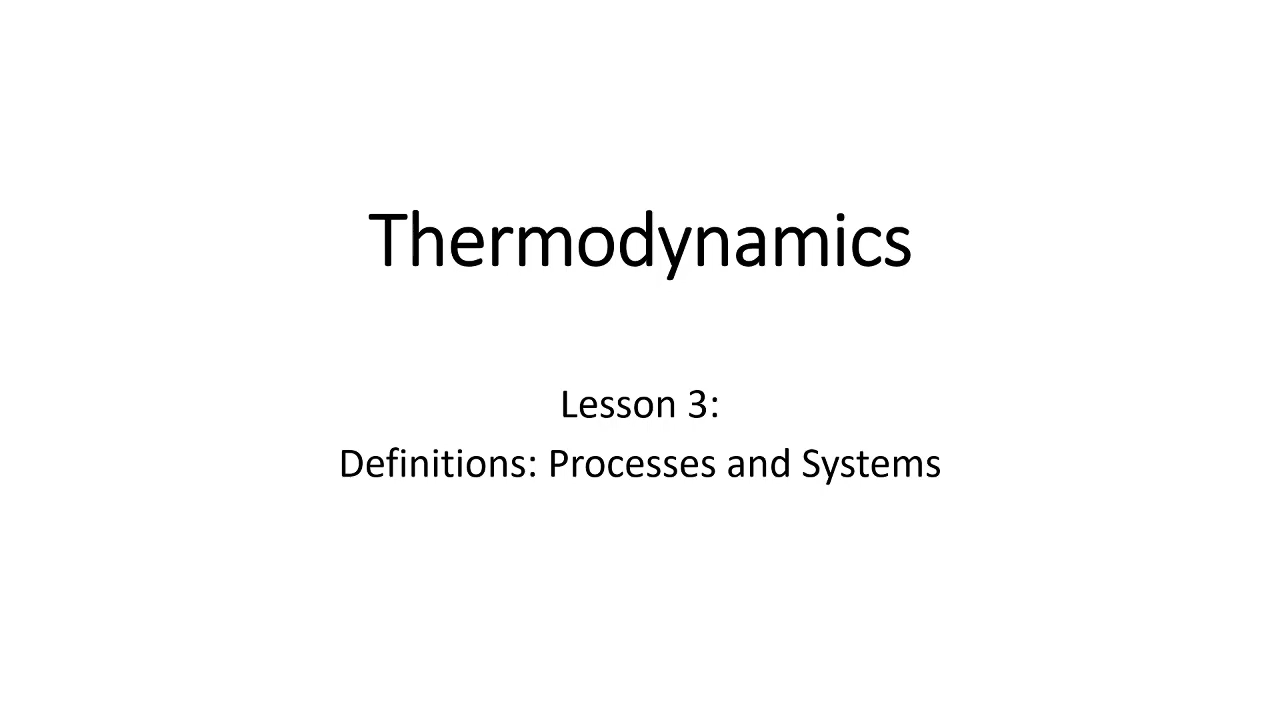 Thermodynamics
Lesson 3:
Definitions: Processes and Systems